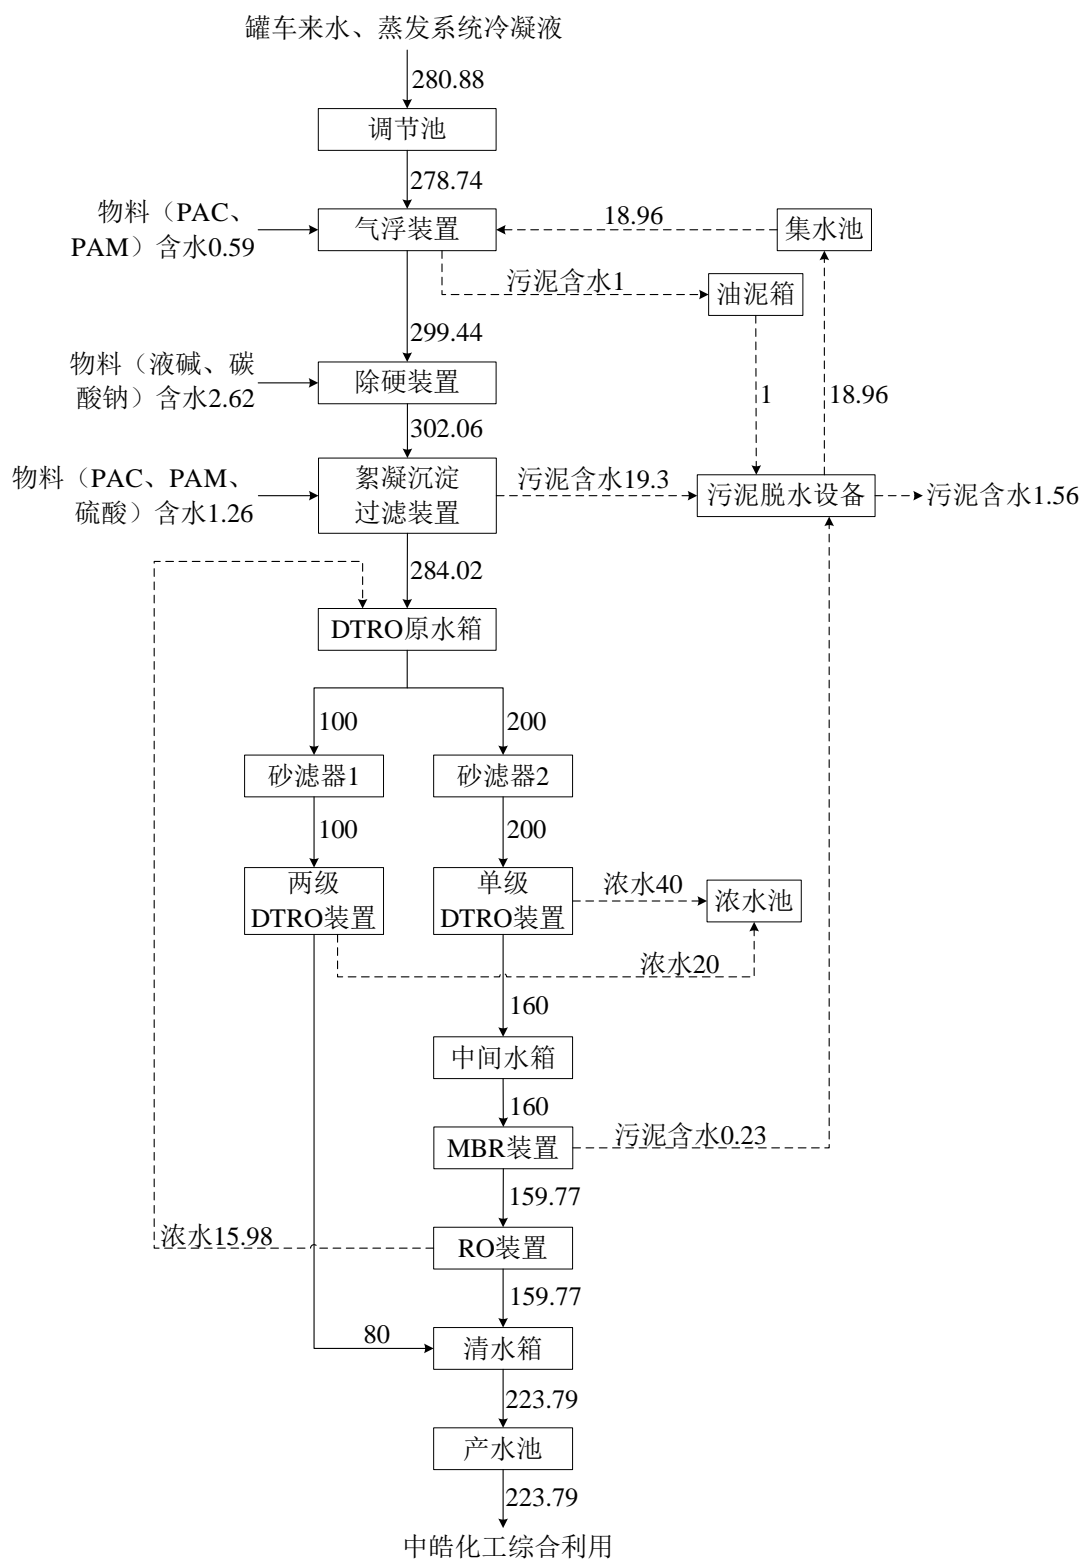 罐车来水、蒸发系统冷凝液
280.88
调节池
278.74
物料（PAC、
PAM）含水0.59
气浮装置
18.96
集水池
污泥含水1
油泥箱
299.44
物料（液碱、碳
酸钠）含水2.62
除硬装置
1
18.96
302.06
物料（PAC、PAM、
硫酸）含水1.26
絮凝沉淀
过滤装置
污泥含水19.3
污泥脱水设备
污泥含水1.56
284.02
DTRO原水箱
100
200
砂滤器1
砂滤器2
100
200
两级
DTRO装置
单级
DTRO装置
浓水40
浓水池
浓水20
160
中间水箱
160
MBR装置
污泥含水0.23
159.77
浓水15.98
RO装置
159.77
80
清水箱
223.79
产水池
223.79
中皓化工综合利用